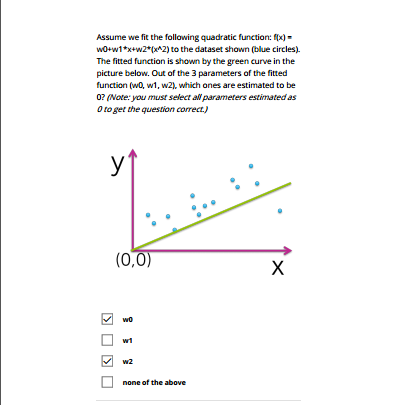 Assume we fit the following quadratic function: f(x) =
w0+w1*x+w2*(x^2) to the dataset shown (blue circles).
The fitted function is shown by the green curve in the
picture below. Out of the 3 parameters of the fitted
function (w0, w1, w2), which ones are estimated to be
0? (Note: you must select all parameters estimated as
0 to get the question correct.)
y
(0,0)
X
w0
w1
w2
none of the above